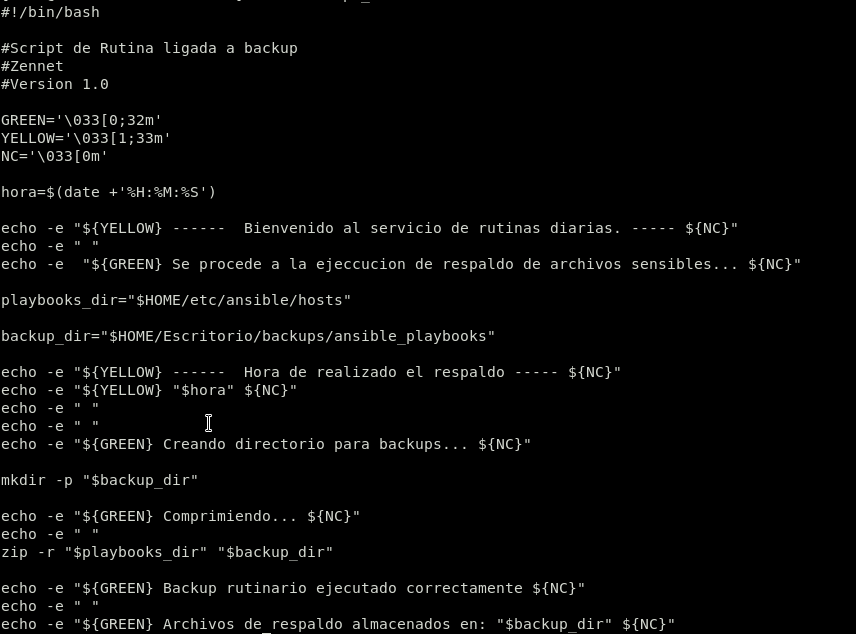 #!/bin/bash
#Script de Rutina ligada a backup
#Zennet
#Version 1.0
GREEN='\033[0;32m'
YELLOW='\033[1;33m'
NC='\033[0m'
hora=$(date +'%H:%M:%S')
echo -e "${YELLOW} ------  Bienvenido al servicio de rutinas diarias. ----- ${NC}"
echo -e " "
echo -e  "${GREEN} Se procede a la ejeccucion de respaldo de archivos sensibles... ${NC}"
playbooks_dir="$HOME/etc/ansible/hosts"
backup_dir="$HOME/Escritorio/backups/ansible_playbooks"
echo -e "${YELLOW} ------  Hora de realizado el respaldo ----- ${NC}"
echo -e "${YELLOW} "$hora" ${NC}"
echo -e " "
echo -e " "
echo -e "${GREEN} Creando directorio para backups... ${NC}"
mkdir -p "$backup_dir"
echo -e "${GREEN} Comprimiendo... ${NC}"
echo -e " "
zip -r "$playbooks_dir" "$backup_dir"
echo -e "${GREEN} Backup rutinario ejecutado correctamente ${NC}"
echo -e " "
echo -e "${GREEN} Archivos de respaldo almacenados en: "$backup_dir" ${NC}"